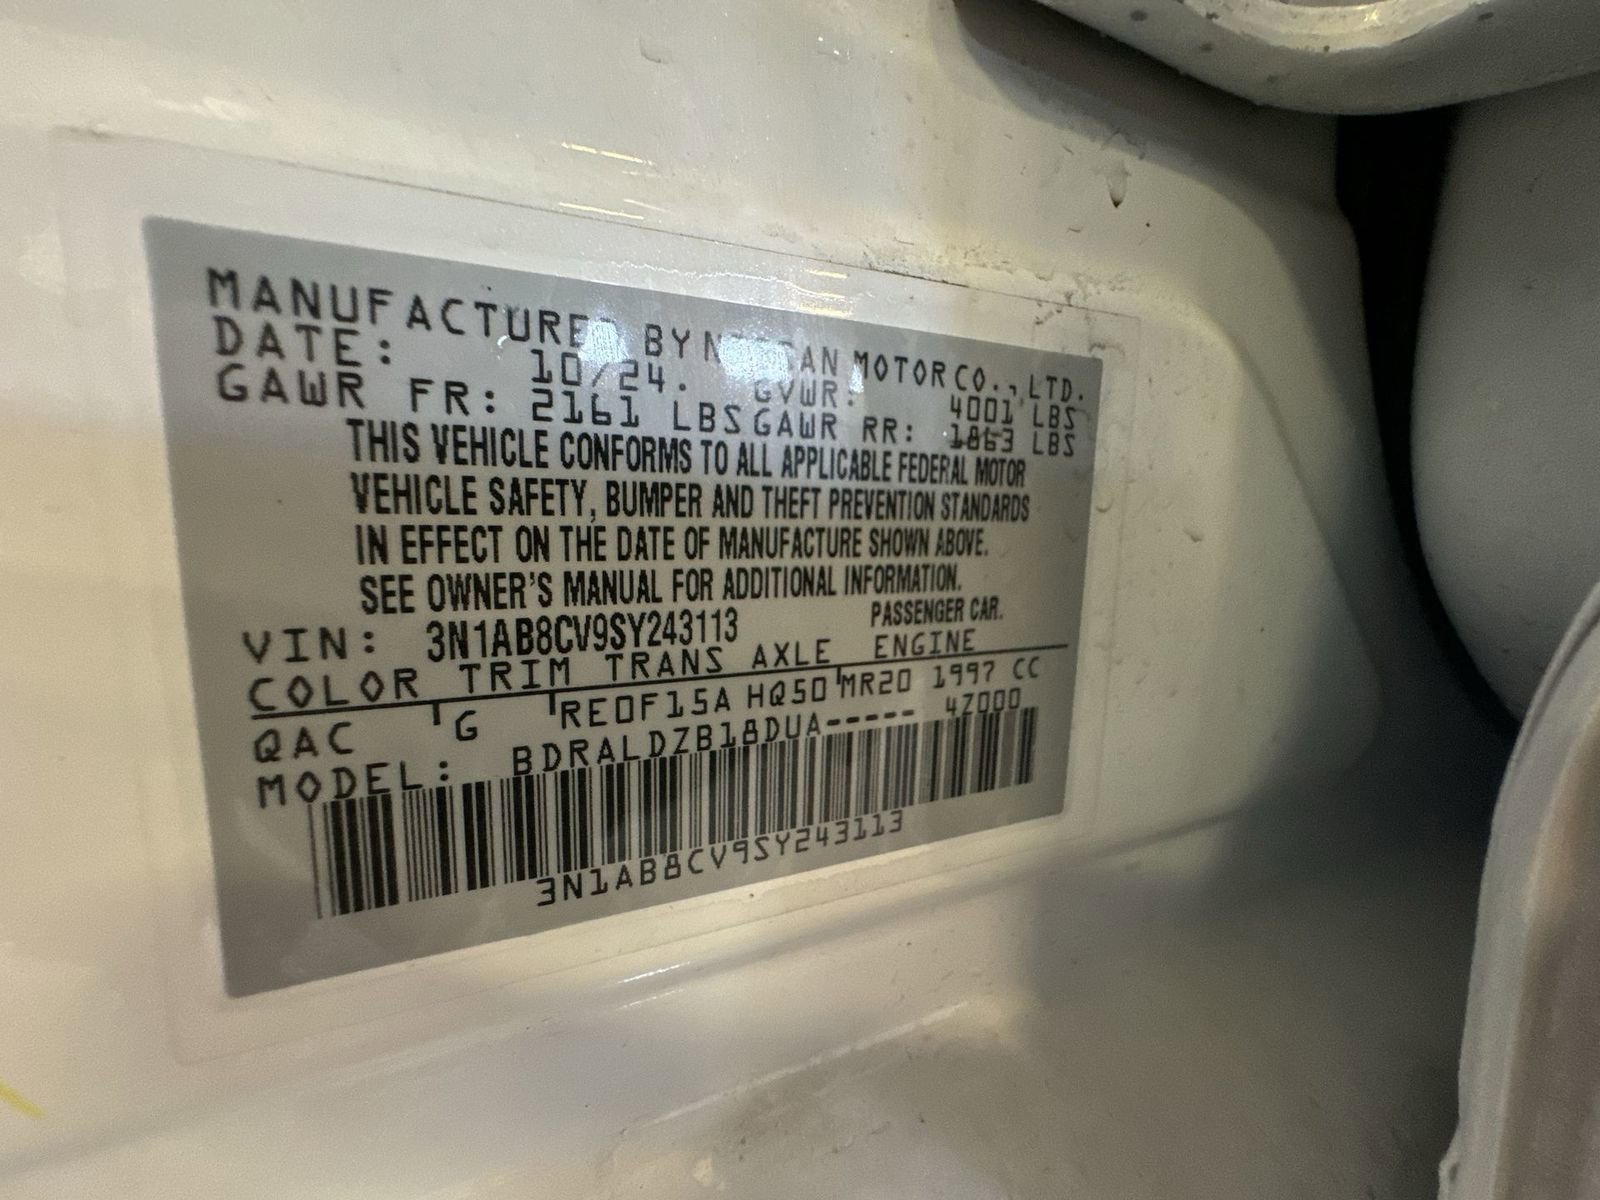 MANUFACTURED BY NISSAN MOTOR CO., LTD.
DATE: 10/24. GVWR: 4001 LBS
GAWR FR: 2161 LBS GAWR RR: 1863 LBS
THIS VEHICLE CONFORMS TO ALL APPLICABLE FEDERAL MOTOR
VEHICLE SAFETY, BUMPER AND THEFT PREVENTION STANDARDS
IN EFFECT ON THE DATE OF MANUFACTURE SHOWN ABOVE.
SEE OWNER'S MANUAL FOR ADDITIONAL INFORMATION.
VIN: 3N1AB8CV9SY243113 PASSENGER CAR.
COLOR TRIM TRANS AXLE ENGINE
QAC G RE0F15A HQ50 MR20 1997 CC
MODEL: BDRALDZB18DUA----- 4Z000
3N1AB8CV9SY243113